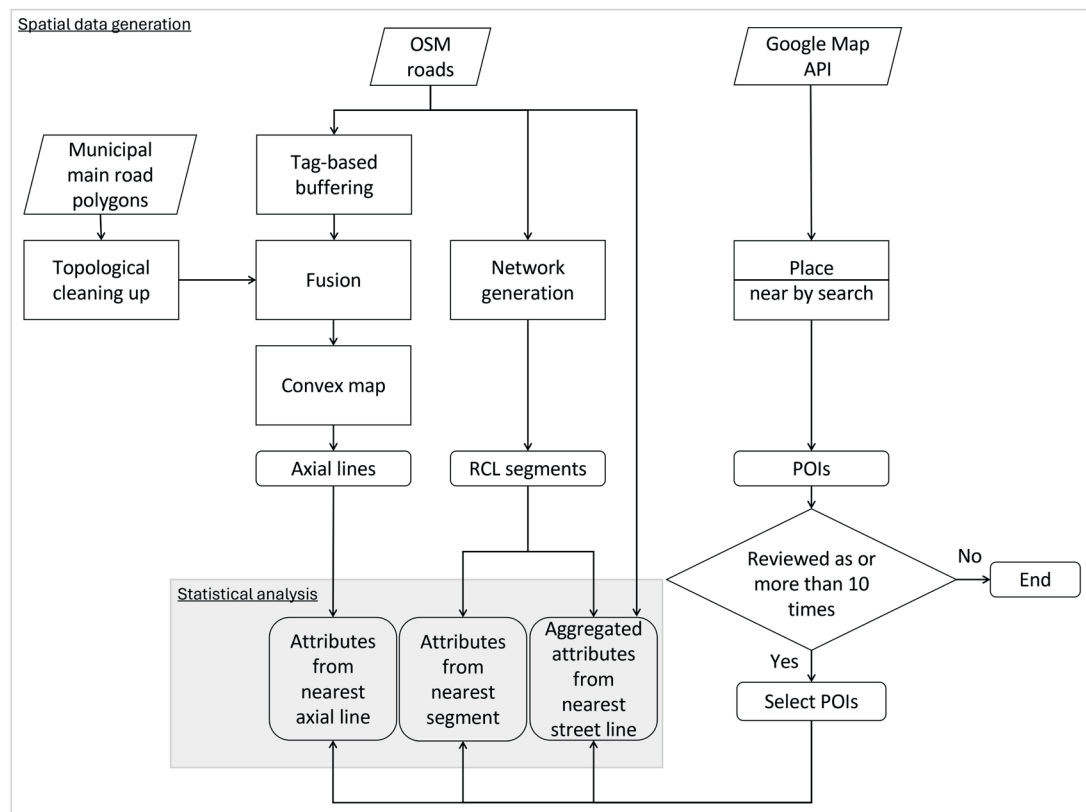 Spatial data generation
OSM
roads
Google Map
API
Municipal
main road
polygons
Tag-based
buffering
Topological
cleaning up
Fusion
Network
generation
Place
near by search
Convex map
Axial lines
RCL segments
POIs
Reviewed as or
more than 10
times
No
End
Yes
Select POIs
Statistical analysis
Attributes
from
nearest
axial line
Attributes
from
nearest
segment
Aggregated
attributes
from
nearest
street line